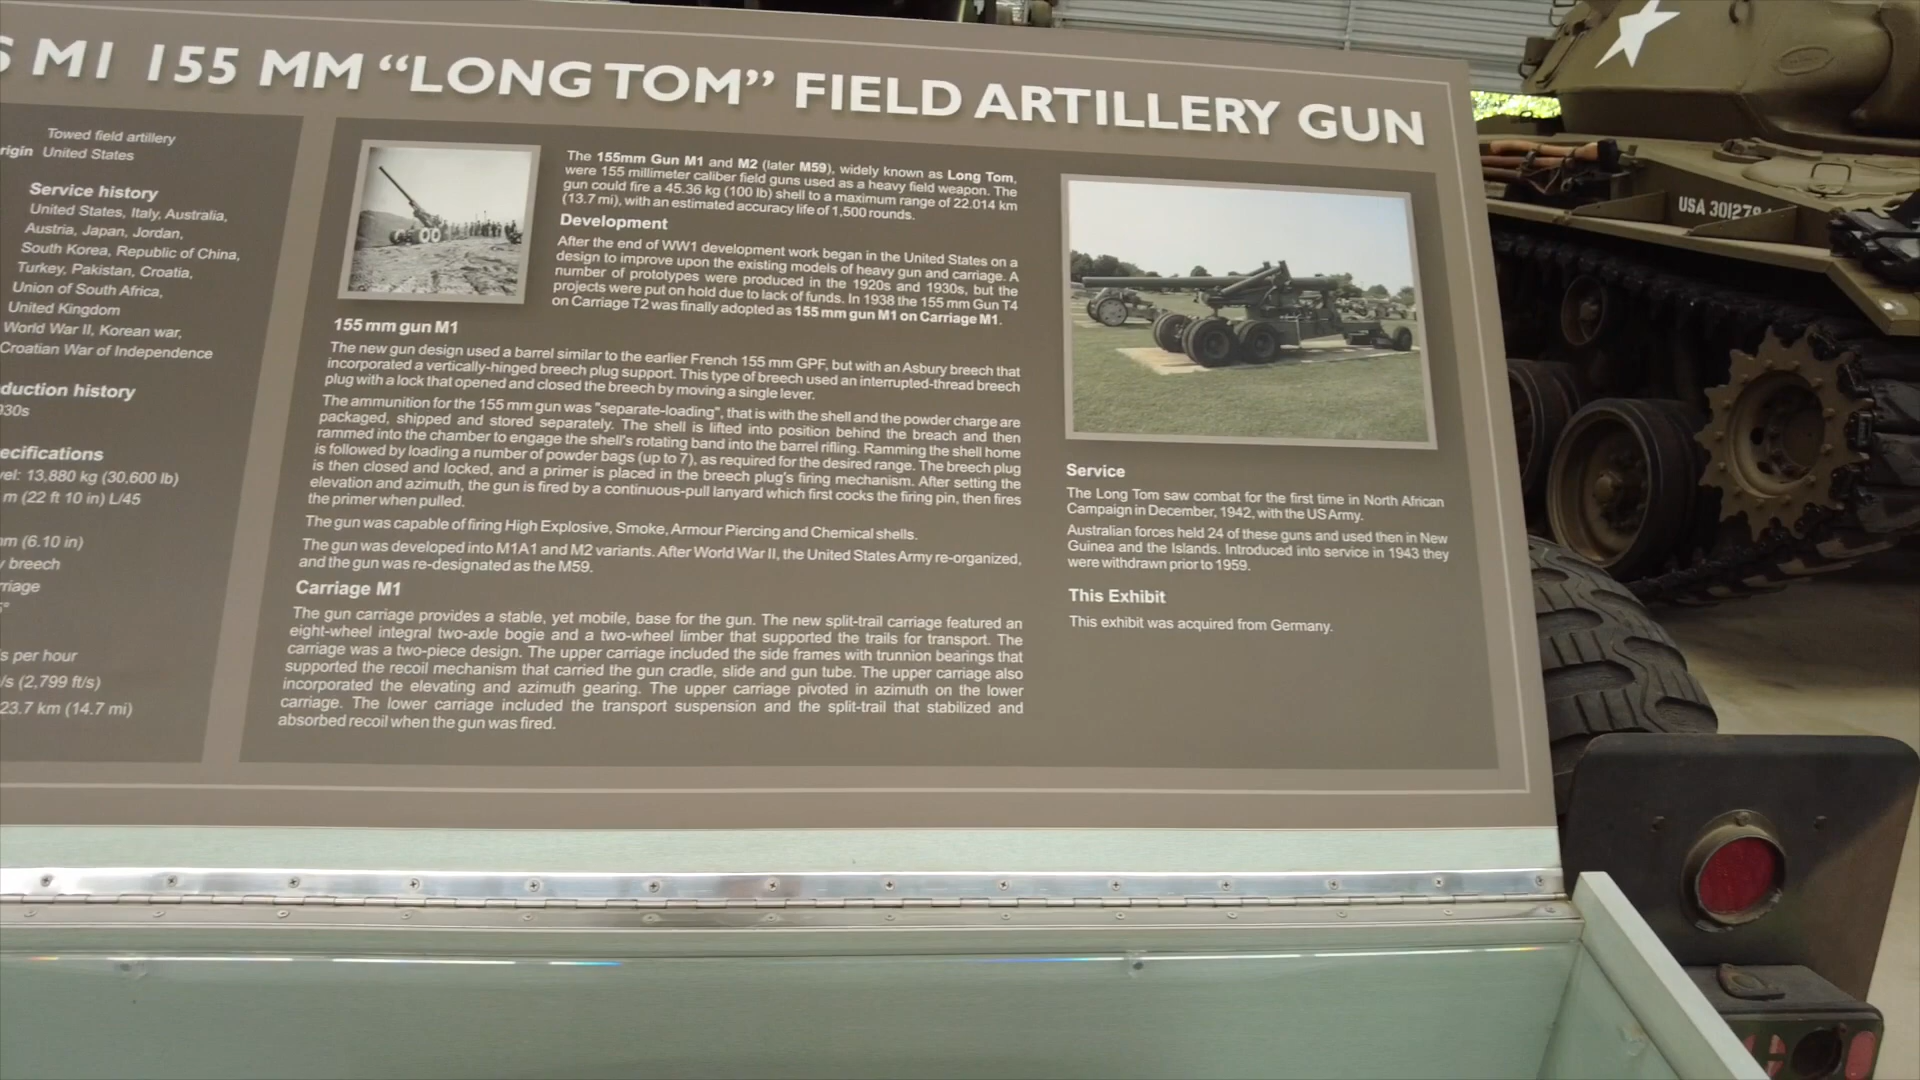 M1 155 MM “LONG TOM” FIELD ARTILLERY GUN
Towed field artillery
United States
Service history
United States, Italy, Australia,
Austria, Japan, Jordan,
South Korea, Republic of China,
Turkey, Pakistan, Croatia,
Union of South Africa,
United Kingdom
World War II, Korean war,
Croatian War of Independence
history
13,880 kg (30,600 lb)
m (22 ft 10 in) L/45
(6.10 in)
breech
per hour
(2,799 ft/s)
23.7 km (14.7 mi)
The 155mm Gun M1 and M2 (later M59), widely known as Long Tom,
were 155 millimeter caliber field guns used as a heavy field weapon. The
gun could fire a 45.36 kg (100 lb) shell to a maximum range of 22.014 km
(13.7 mi), with an estimated accuracy life of 1,500 rounds.
Development
After the end of WW1 development work began in the United States on a
design to improve upon the existing models of heavy gun and carriage. A
number of prototypes were produced in the 1920s and 1930s, but the
projects were put on hold due to lack of funds. In 1938 the 155 mm Gun T4
on Carriage T2 was finally adopted as 155 mm gun M1 on Carriage M1.
155 mm gun M1
The new gun design used a barrel similar to the earlier French 155 mm GPF, but with an Asbury breech that
incorporated a vertically-hinged breech plug support. This type of breech used an interrupted-thread breech
plug with a lock that opened and closed the breech by moving a single lever.
The ammunition for the 155 mm gun was "separate-loading", that is with the shell and the powder charge are
packaged, shipped and stored separately. The shell is lifted into position behind the breach and then
rammed into the chamber to engage the shell's rotating band into the barrel rifling. Ramming the shell home
is followed by loading a number of powder bags (up to 7), as required for the desired range. The breech plug
is then closed and locked, and a primer is placed in the breech plug's firing mechanism. After setting the
elevation and azimuth, the gun is fired by a continuous-pull lanyard which first cocks the firing pin, then fires
the primer when pulled.
The gun was capable of firing High Explosive, Smoke, Armour Piercing and Chemical shells.
The gun was developed into M1A1 and M2 variants. After World War II, the United States Army re-organized,
and the gun was re-designated as the M59.
Carriage M1
The gun carriage provides a stable, yet mobile, base for the gun. The new split-trail carriage featured an
eight-wheel integral two-axle bogie and a two-wheel limber that supported the trails for transport. The
carriage was a two-piece design. The upper carriage included the side frames with trunnion bearings that
supported the recoil mechanism that carried the gun cradle, slide and gun tube. The upper carriage also
incorporated the elevating and azimuth gearing. The upper carriage pivoted in azimuth on the lower
carriage. The lower carriage included the transport suspension and the split-trail that stabilized and
absorbed recoil when the gun was fired.
Service
The Long Tom saw combat for the first time in North African
Campaign in December, 1942, with the US Army.
Australian forces held 24 of these guns and used then in New
Guinea and the Islands. Introduced into service in 1943 they
were withdrawn prior to 1959.
This Exhibit
This exhibit was acquired from Germany.
USA